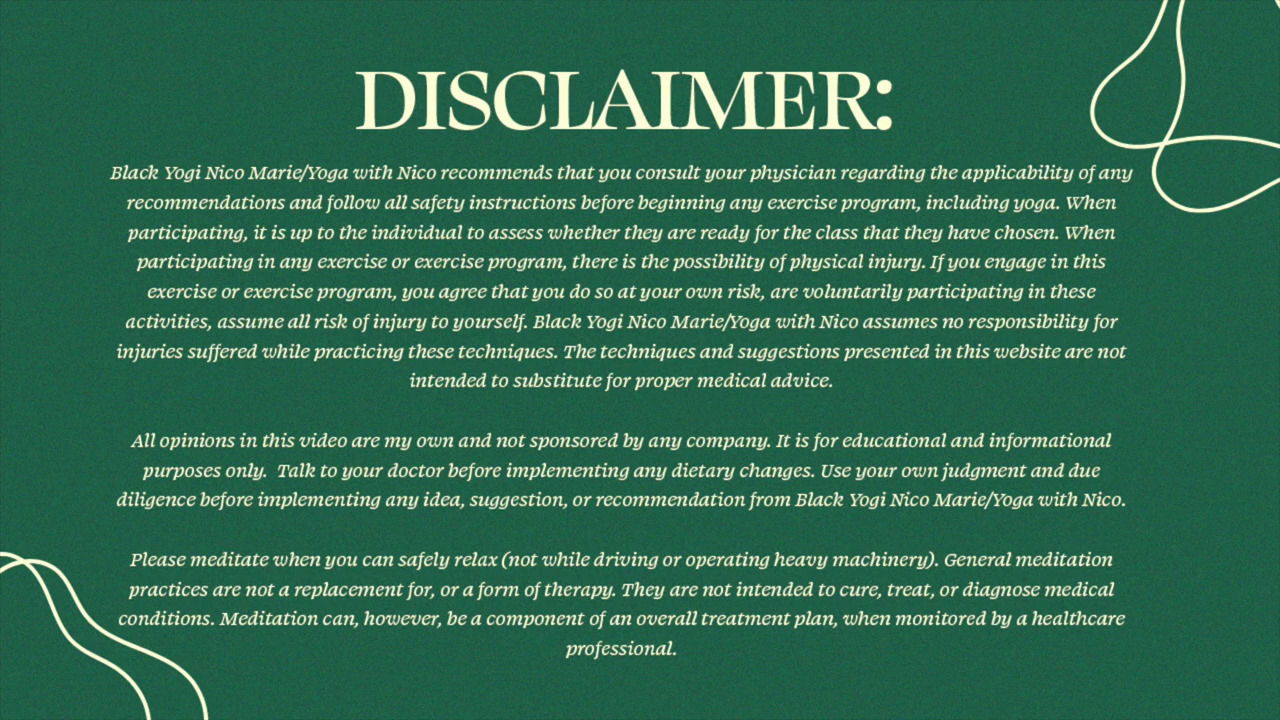 DISCLAIMER:
Black Yogi Nico Marie/Yoga with Nico recommends that you consult your physician regarding the applicability of any
recommendations and follow all safety instructions before beginning any exercise program, including yoga. When
participating, it is up to the individual to assess whether they are ready for the class that they have chosen. When
participating in any exercise or exercise program, there is the possibility of physical injury. If you engage in this
exercise or exercise program, you agree that you do so at your own risk, are voluntarily participating in these
activities, assume all risk of injury to yourself. Black Yogi Nico Marie/Yoga with Nico assumes no responsibility for
injuries suffered while practicing these techniques. The techniques and suggestions presented in this website are not
intended to substitute for proper medical advice.
All opinions in this video are my own and not sponsored by any company. It is for educational and informational
purposes only.  Talk to your doctor before implementing any dietary changes. Use your own judgment and due
diligence before implementing any idea, suggestion, or recommendation from Black Yogi Nico Marie/Yoga with Nico.
Please meditate when you can safely relax (not while driving or operating heavy machinery). General meditation
practices are not a replacement for, or a form of therapy. They are not intended to cure, treat, or diagnose medical
conditions. Meditation can, however, be a component of an overall treatment plan, when monitored by a healthcare
professional.